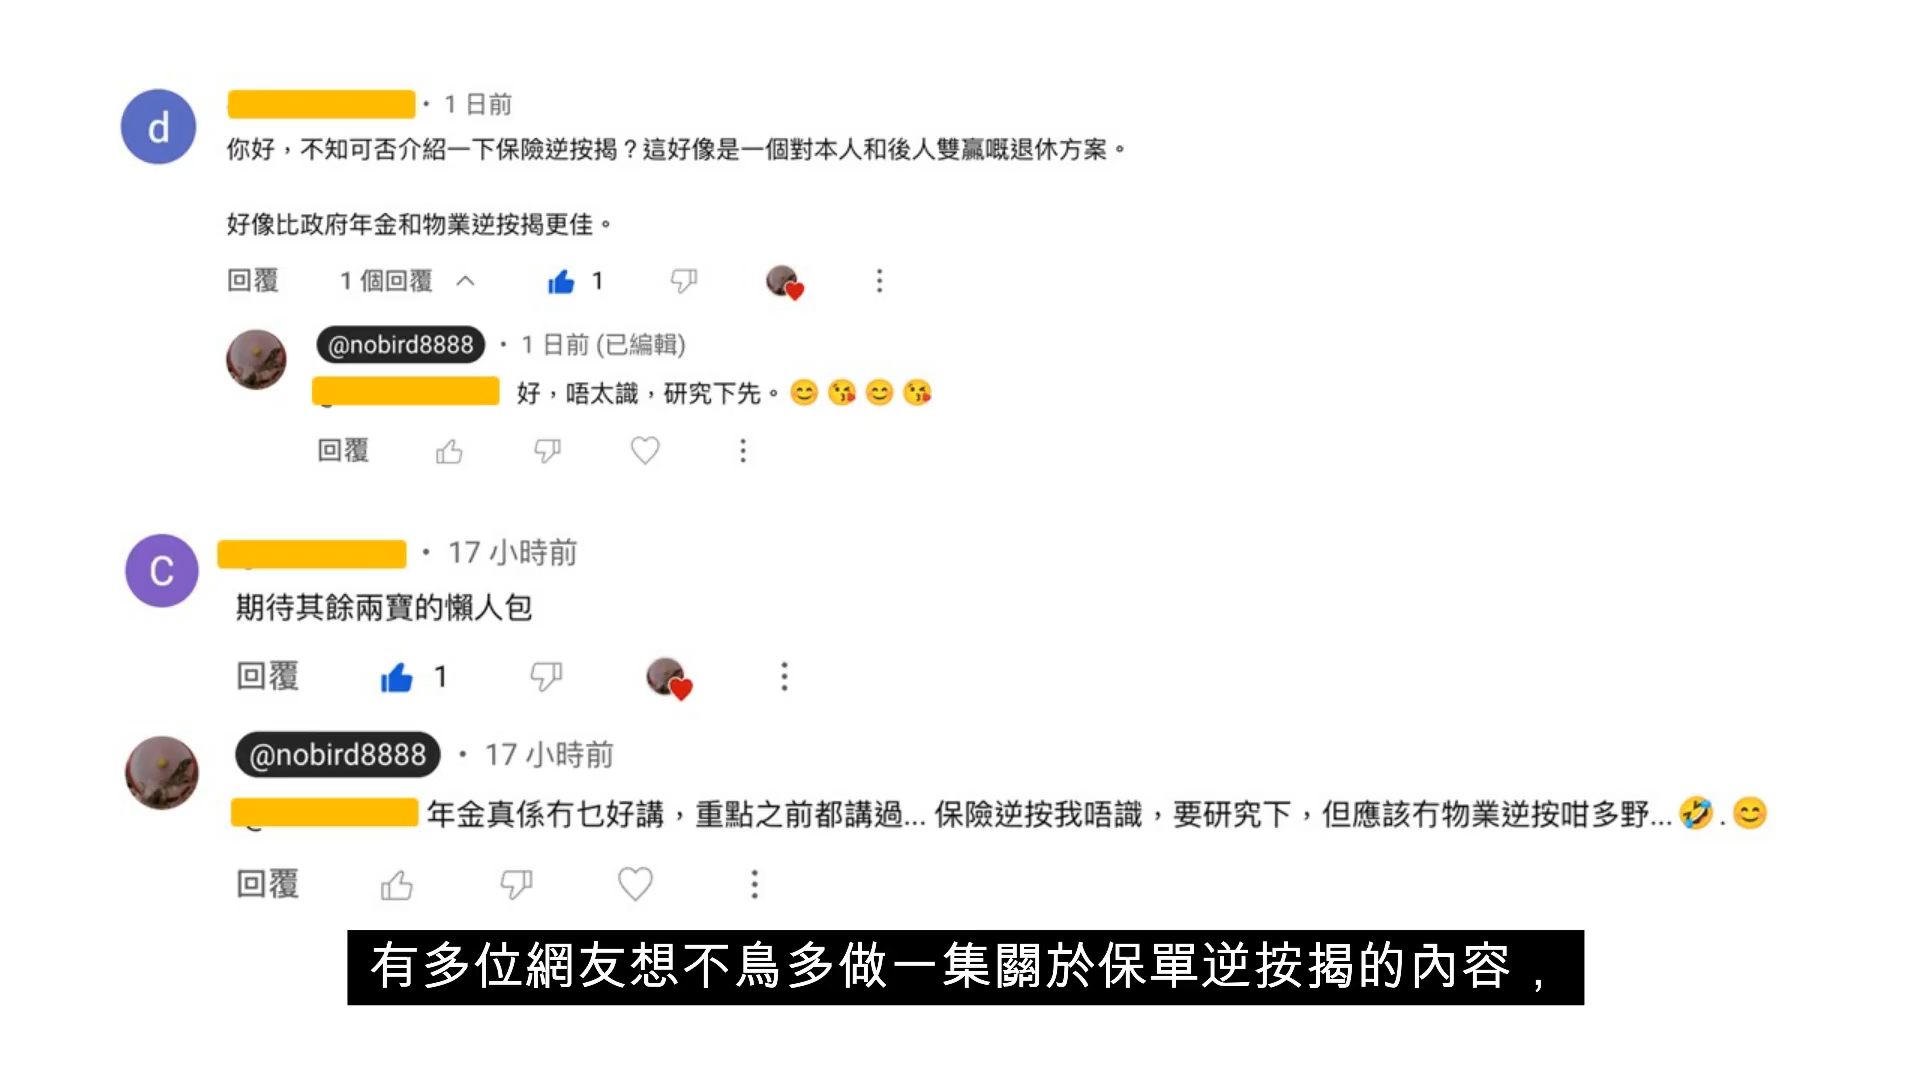 d
· 1 日前
你好，不知可否介紹一下保險逆按揭？這好像是一個對本人和後人雙贏嘅退休方案。
好像比政府年金和物業逆按揭更佳。
回覆 1 個回覆 1
@nobird8888 · 1 日前 (已編輯)
好，唔太識，研究下先。😊😘😊😘
回覆
C
· 17 小時前
期待其餘兩寶的懶人包
回覆 1
@nobird8888 · 17 小時前
年金真係冇乜好講，重點之前都講過... 保險逆按我唔識，要研究下，但應該冇物業逆按咁多野...🤣.😊
回覆
有多位網友想不鳥多做一集關於保單逆按揭的內容，